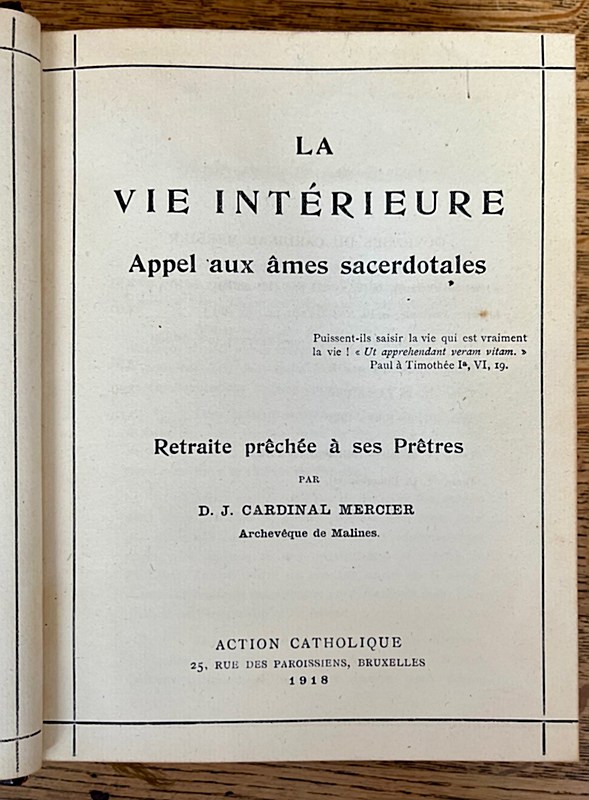 LA
VIE INTÉRIEURE
Appel aux âmes sacerdotales
Puissent-ils saisir la vie qui est vraiment
la vie ! « Ut apprehendant veram vitam. »
Paul à Timothée Iª, VI, 19.
Retraite prêchée à ses Prêtres
PAR
D. J. CARDINAL MERCIER
Archevêque de Malines.
ACTION CATHOLIQUE
25, RUE DES PAROISSIENS, BRUXELLES
1918